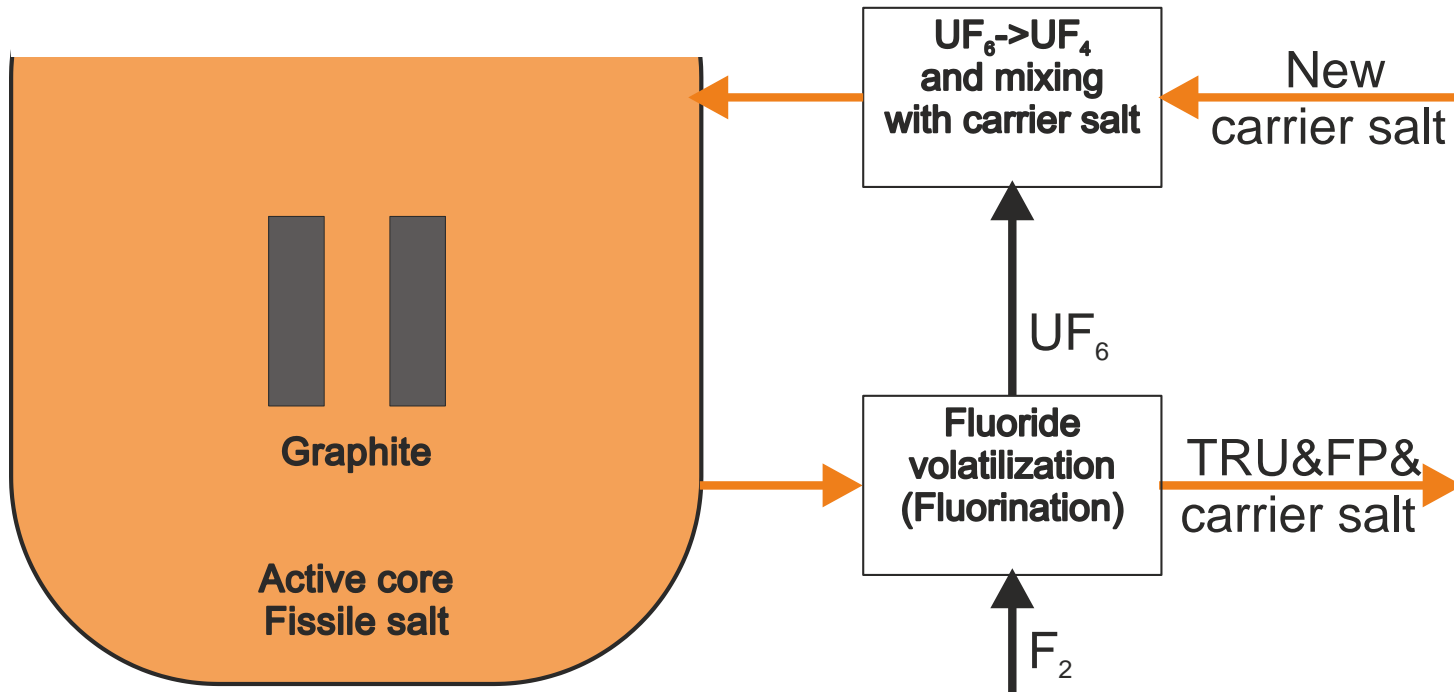 UF₆->UF₄
and mixing
with carrier salt
New
carrier salt
UF₆
Graphite
Fluoride
volatilization
(Fluorination)
TRU&FP&
carrier salt
Active core
Fissile salt
F₂